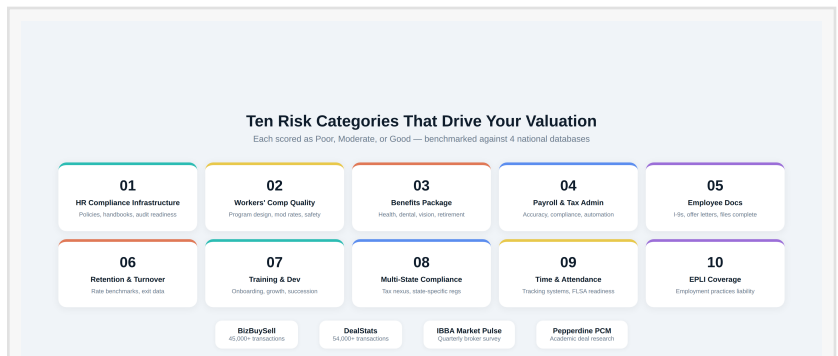 Ten Risk Categories That Drive Your Valuation
Each scored as Poor, Moderate, or Good — benchmarked against 4 national databases
01
HR Compliance Infrastructure
Policies, handbooks, audit readiness
02
Workers' Comp Quality
Program design, mod rates, safety
03
Benefits Package
Health, dental, vision, retirement
04
Payroll & Tax Admin
Accuracy, compliance, automation
05
Employee Docs
I-9s, offer letters, files complete
06
Retention & Turnover
Rate benchmarks, exit data
07
Training & Dev
Onboarding, growth, succession
08
Multi-State Compliance
Tax nexus, state-specific regs
09
Time & Attendance
Tracking systems, FLSA readiness
10
EPLI Coverage
Employment practices liability
BizBuySell
45,000+ transactions
DealStats
54,000+ transactions
IBBA Market Pulse
Quarterly broker survey
Pepperdine PCM
Academic deal research